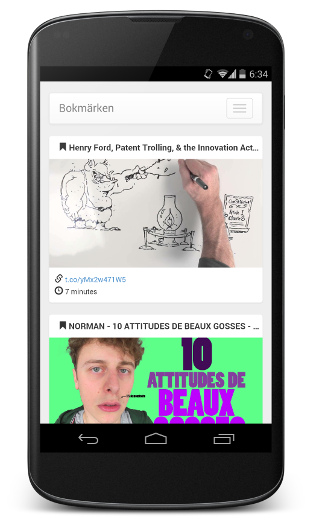 6:34
Bokmärken
Henry Ford, Patent Trolling, & the Innovation Act...
t.co/yMx2w471W5
7 minutes
NORMAN - 10 ATTITUDES DE BEAUX GOSSES - ...
10
ATTITUDES DE
BEAUX